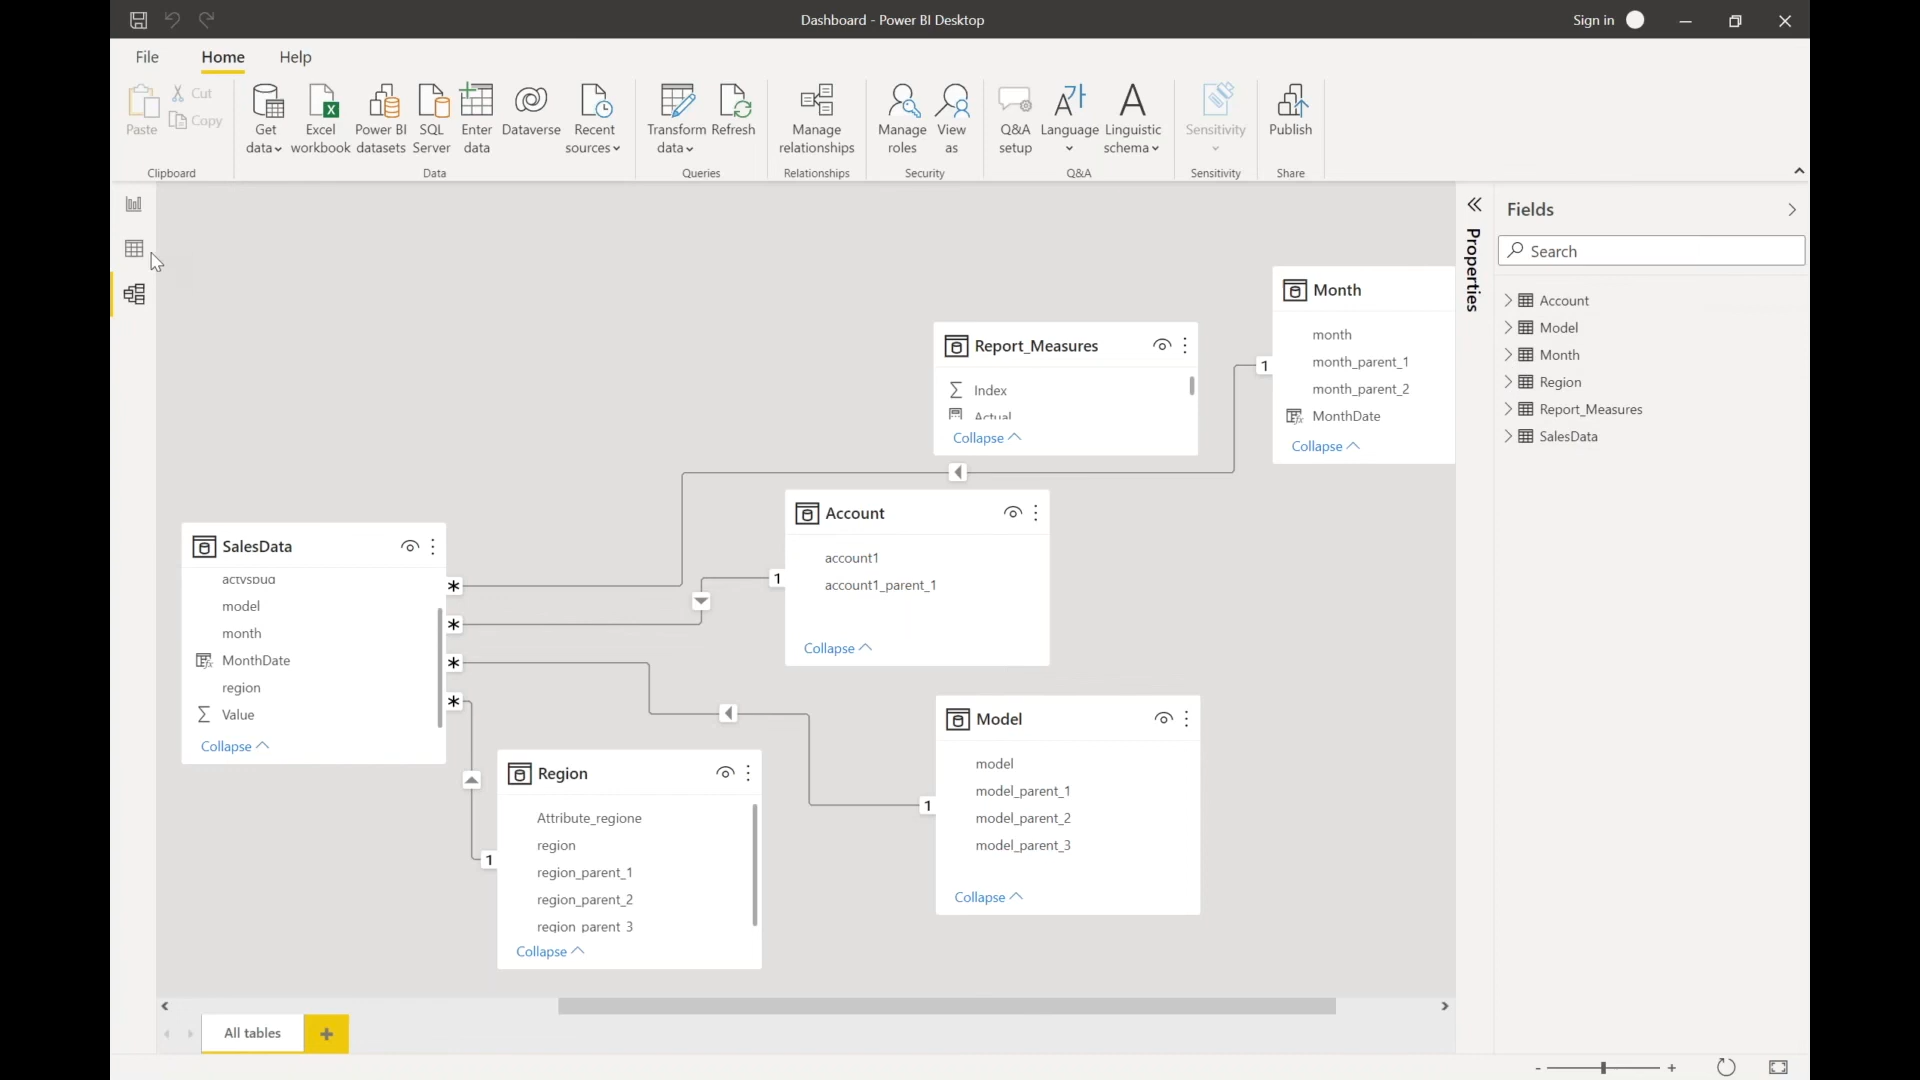 Dashboard - Power BI Desktop
Sign in
File
Home
Help
Paste
Cut
Copy
Clipboard
Get data
Excel workbook
Power BI datasets
SQL Server
Enter data
Dataverse
Recent sources
Data
Transform data
Refresh
Queries
Manage relationships
Relationships
Manage roles
View as
Security
Q&A setup
Language
Linguistic schema
Q&A
Sensitivity
Sensitivity
Publish
Share
Properties
Fields
Search
Account
Model
Month
Region
Report_Measures
SalesData
Month
month
month_parent_1
month_parent_2
MonthDate
Collapse
1
Report_Measures
Index
Actual
Collapse
Account
account1
account1_parent_1
Collapse
1
SalesData
actvsbud
model
month
MonthDate
region
Value
Collapse
*
*
*
*
Model
model
model_parent_1
model_parent_2
model_parent_3
Collapse
1
Region
Attribute_regione
region
region_parent_1
region_parent_2
region_parent_3
Collapse
1
All tables